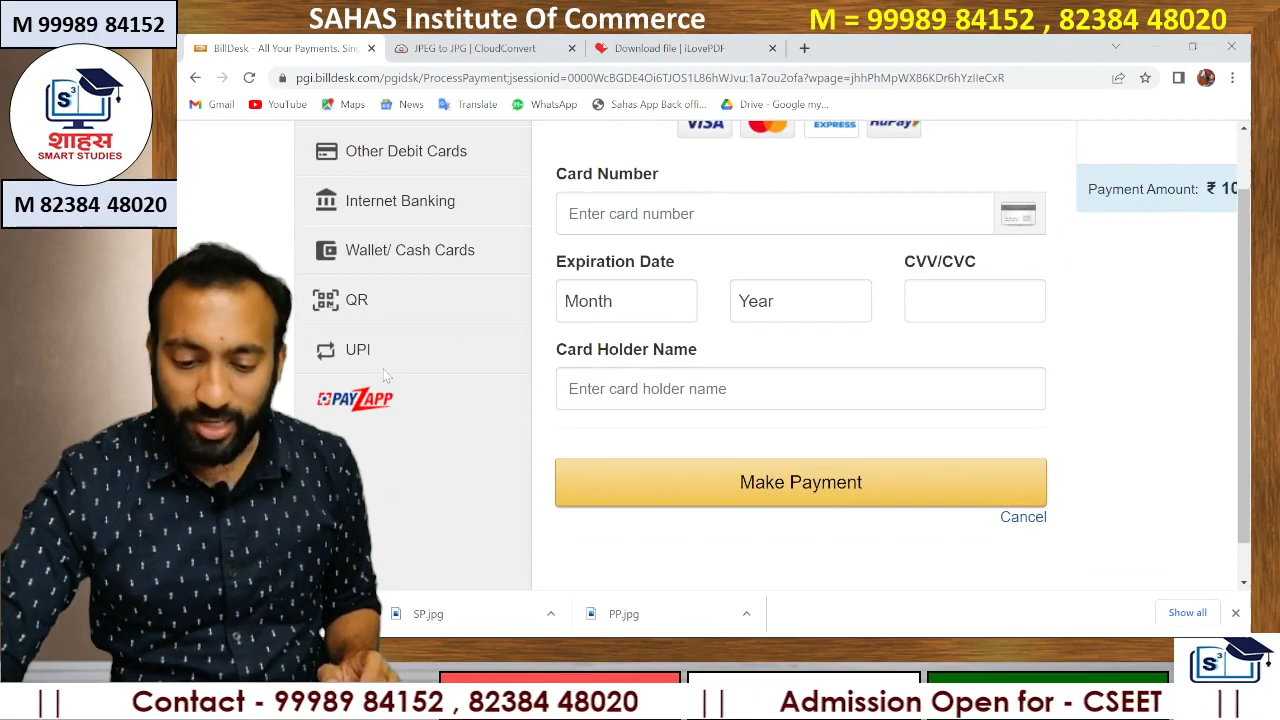 M 99989 84152
SAHAS Institute Of Commerce
M = 99989 84152 , 82384 48020
S³
शाहस
SMART STUDIES
M 82384 48020
BillDesk - All Your Payments. Sin
JPEG to JPG | CloudConvert
Download file | iLovePDF
pgi.billdesk.com/pgidsk/ProcessPayment;jsessionid=0000WcBGDE4Oi6TJOS1L86hWJvu:1a7ou2ofa?wpage=jhhPhMpWX86KDr6hYzIIeCxR
Gmail
YouTube
Maps
News
Translate
WhatsApp
Sahas App Back offi...
Drive - Google my...
VISA
EXPRESS
RuPay
Other Debit Cards
Internet Banking
Wallet/ Cash Cards
QR
UPI
PAYZAPP
Card Number
Enter card number
Expiration Date
CVV/CVC
Month
Year
Card Holder Name
Enter card holder name
Make Payment
Cancel
Payment Amount: ₹ 10
SP.jpg
PP.jpg
Show all
S³
|| Contact - 99989 84152 , 82384 48020 || Admission Open for - CSEET ||